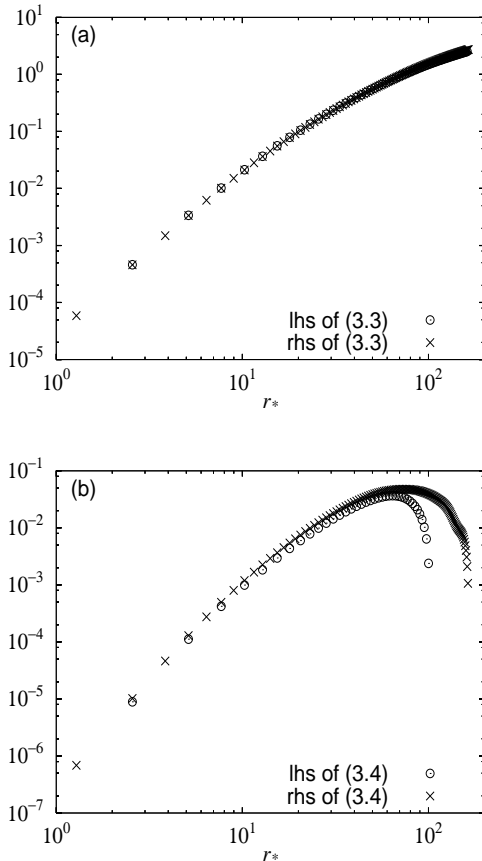 (a)
10^1
10^0
10^-1
10^-2
10^-3
10^-4
10^-5
lhs of (3.3)
rhs of (3.3)
10^0 10^1 10^2
r*
(b)
10^-1
10^-2
10^-3
10^-4
10^-5
10^-6
10^-7
lhs of (3.4)
rhs of (3.4)
10^0 10^1 10^2
r*